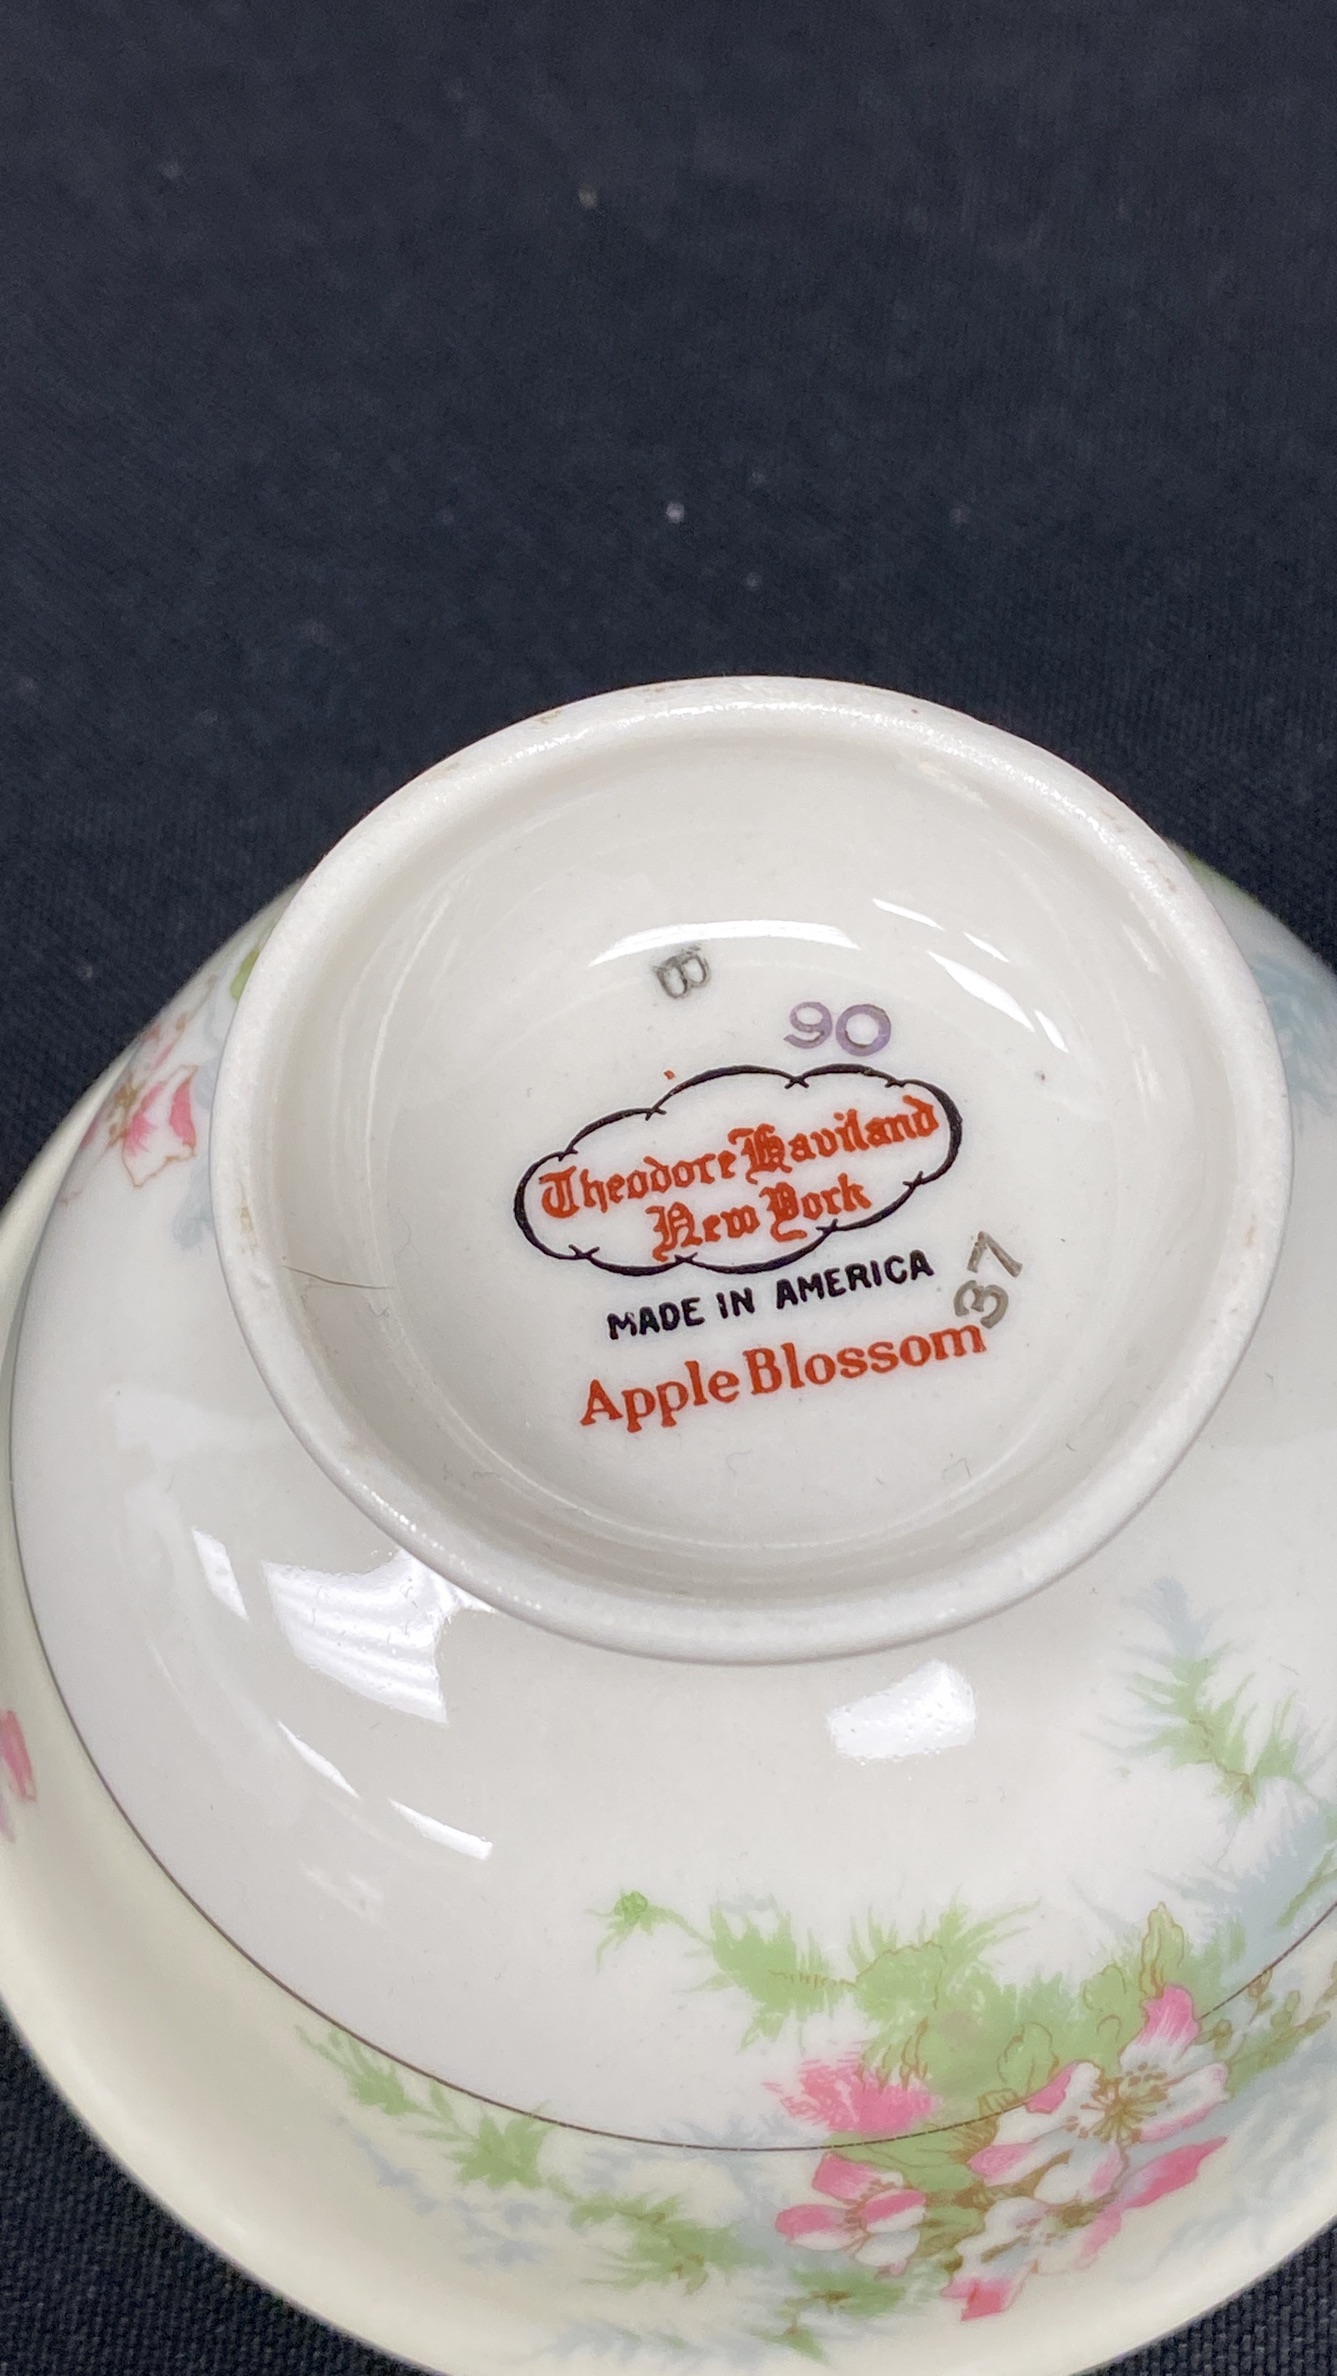 B
90
Theodore Haviland
New York
MADE IN AMERICA
37
Apple Blossom